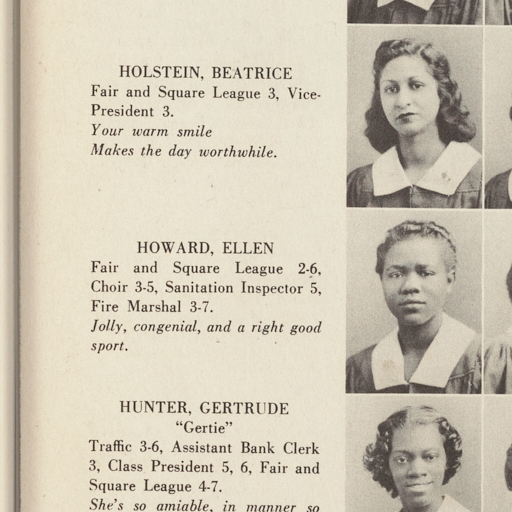 HOLSTEIN, BEATRICE
Fair and Square League 3, Vice-
President 3.
Your warm smile
Makes the day worthwhile.
HOWARD, ELLEN
Fair and Square League 2-6,
Choir 3-5, Sanitation Inspector 5,
Fire Marshal 3-7.
Jolly, congenial, and a right good
sport.
HUNTER, GERTRUDE
“Gertie”
Traffic 3-6, Assistant Bank Clerk
3, Class President 5, 6, Fair and
Square League 4-7.
She's so amiable, in manner so